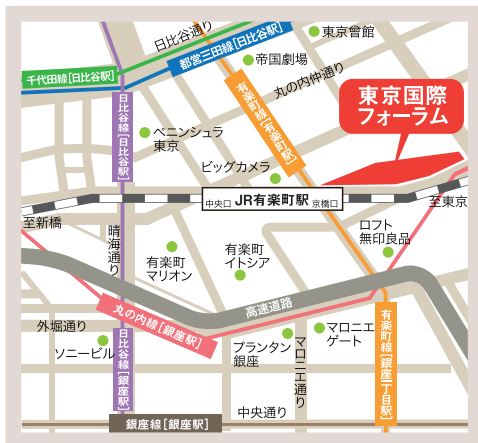 日比谷通り
東京會館
都営三田線[日比谷駅]
帝国劇場
千代田線[日比谷駅]
丸の内仲通り
東京国際
フォーラム
有楽町線[有楽町駅]
日比谷線[日比谷駅]
ペニンシュラ
東京
ビッグカメラ
中央口 JR有楽町駅 京橋口
至東京
至新橋
晴海通り
ロフト
無印良品
有楽町
マリオン
有楽町
イトシア
高速道路
丸の内線[銀座駅]
外堀通り
ソニービル
日比谷線[銀座駅]
プランタン
銀座
マロニエ通り
マロニエ
ゲート
有楽町線[銀座一丁目駅]
銀座線[銀座駅]
中央通り